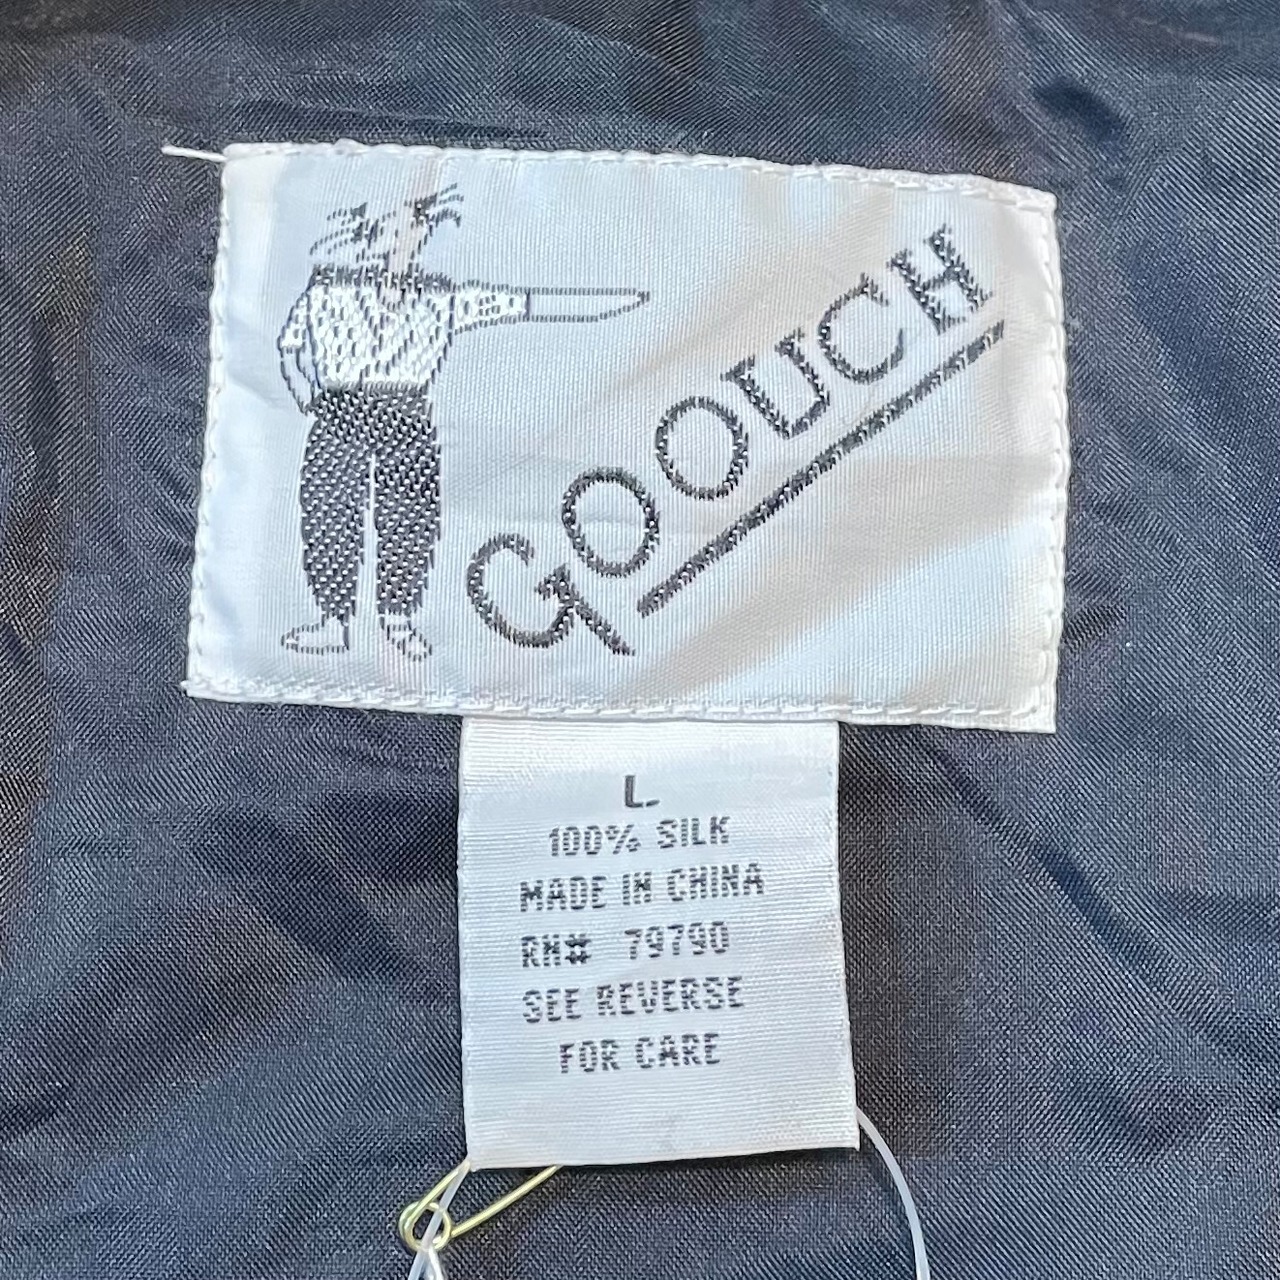 GOOUCH
L.
100% SILK
MADE IN CHINA
RN# 79790
SEE REVERSE
FOR CARE